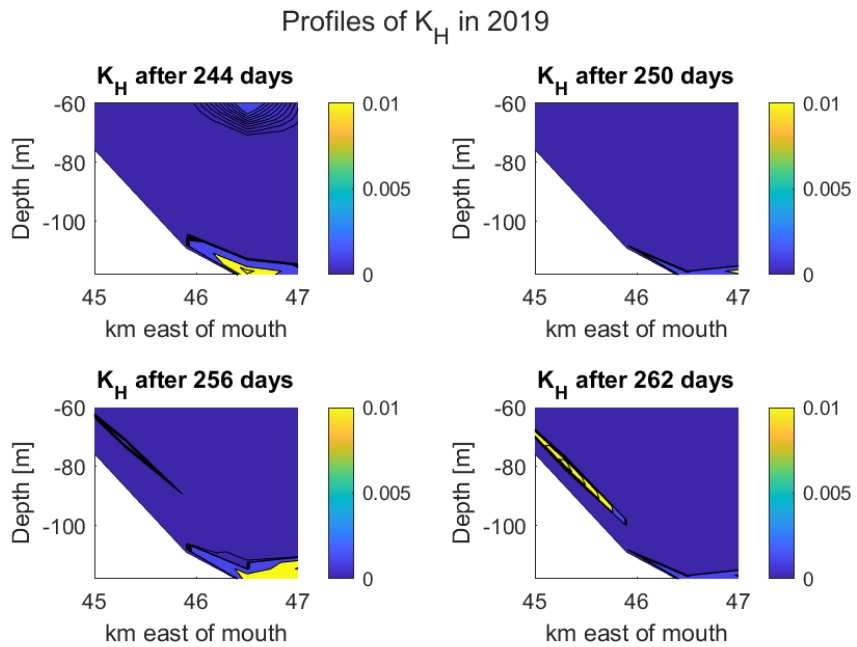 Profiles of K_H in 2019
K_H after 244 days
K_H after 250 days
-60
-80
-100
Depth [m]
45
46
47
km east of mouth
0.01
0.005
0
-60
-80
-100
Depth [m]
45
46
47
km east of mouth
0.01
0.005
0
K_H after 256 days
K_H after 262 days
-60
-80
-100
Depth [m]
45
46
47
km east of mouth
0.01
0.005
0
-60
-80
-100
Depth [m]
45
46
47
km east of mouth
0.01
0.005
0